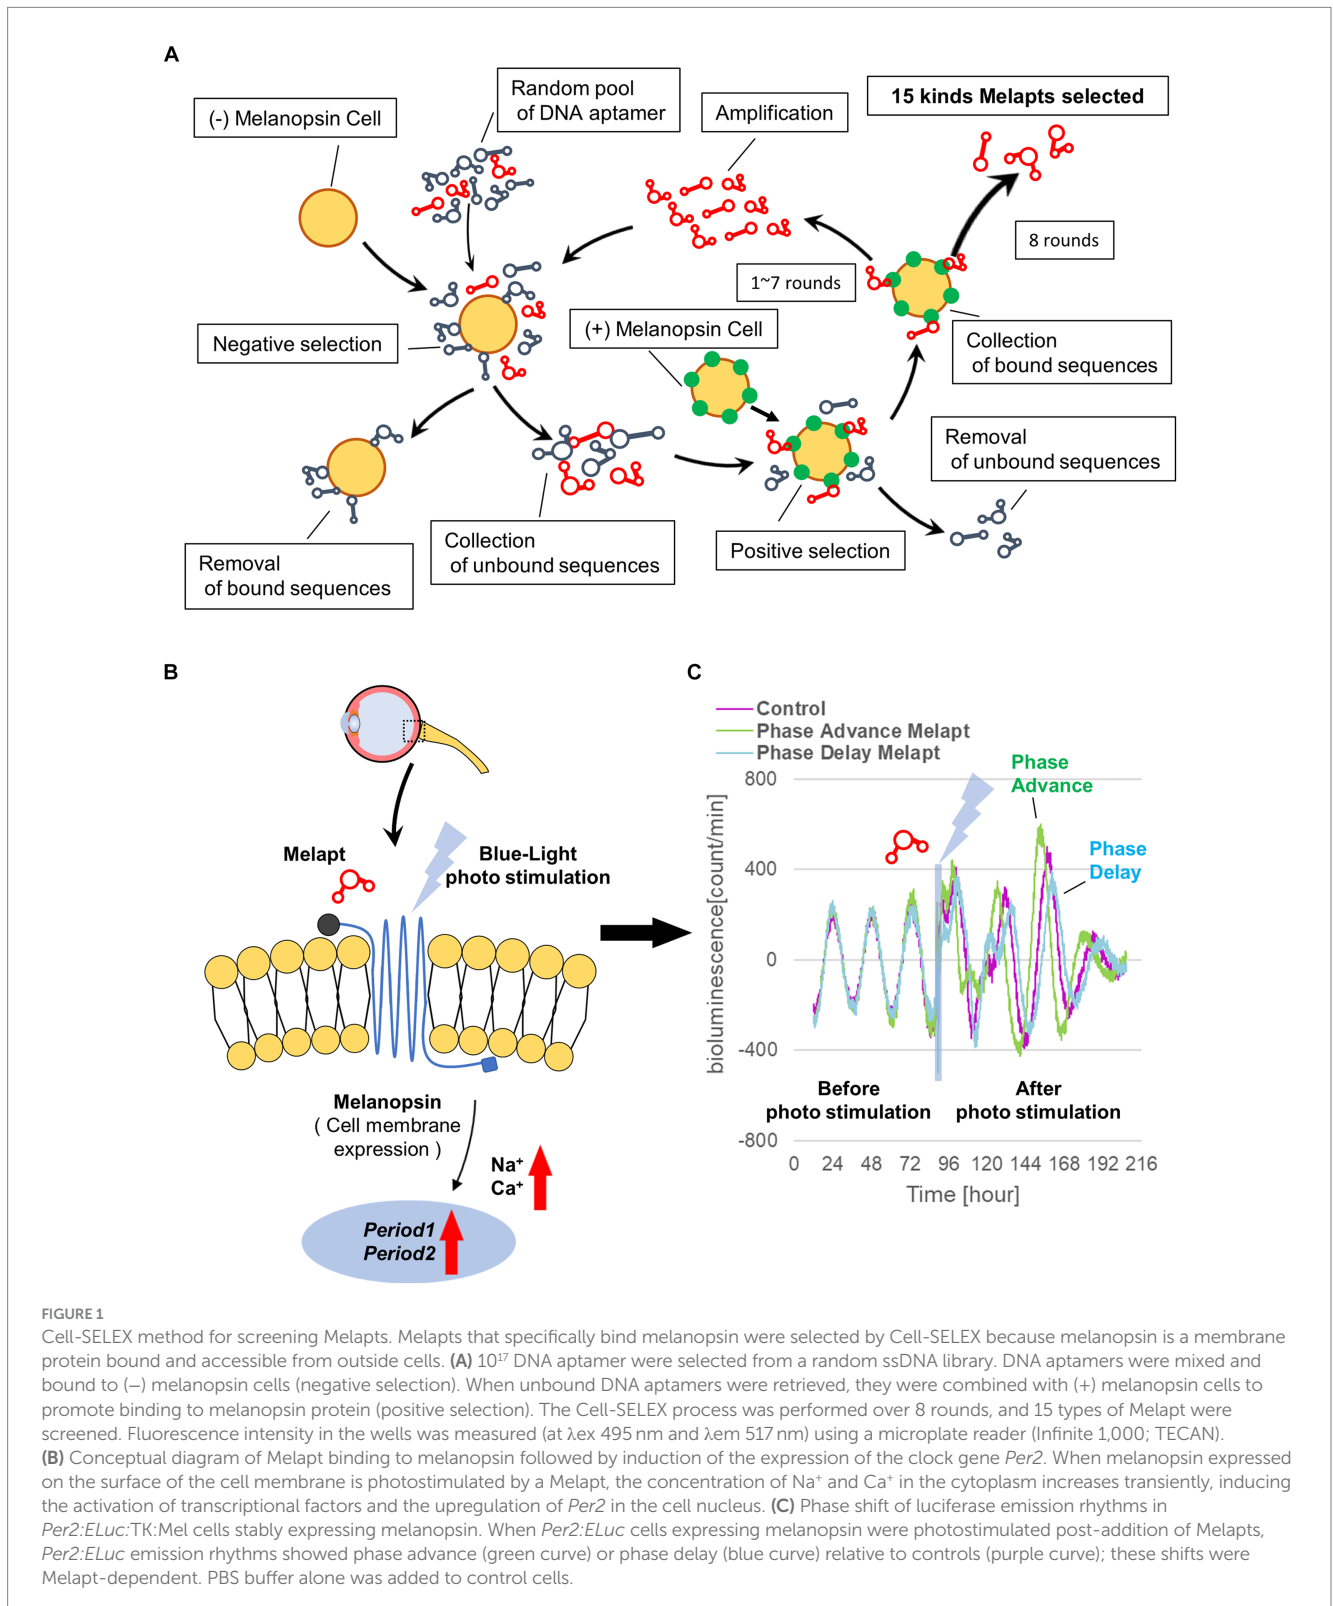 A
(-) Melanopsin Cell
Random pool
of DNA aptamer
Amplification
15 kinds Melapts selected
8 rounds
1~7 rounds
(+) Melanopsin Cell
Negative selection
Collection
of bound sequences
Removal
of unbound sequences
Removal
of bound sequences
Collection
of unbound sequences
Positive selection
B
Melapt
Blue-Light
photo stimulation
Melanopsin
( Cell membrane
expression )
Na⁺
Ca⁺
Period1
Period2
C
Control
Phase Advance Melapt
Phase Delay Melapt
Phase
Advance
Phase
Delay
bioluminescence[count/min]
800
400
0
-400
-800
Before
photo stimulation
After
photo stimulation
0 24 48 72 96 120 144 168 192 216
Time [hour]
FIGURE 1
Cell-SELEX method for screening Melapts. Melapts that specifically bind melanopsin were selected by Cell-SELEX because melanopsin is a membrane
protein bound and accessible from outside cells. (A) 10¹⁷ DNA aptamer were selected from a random ssDNA library. DNA aptamers were mixed and
bound to (−) melanopsin cells (negative selection). When unbound DNA aptamers were retrieved, they were combined with (+) melanopsin cells to
promote binding to melanopsin protein (positive selection). The Cell-SELEX process was performed over 8 rounds, and 15 types of Melapt were
screened. Fluorescence intensity in the wells was measured (at λex 495 nm and λem 517 nm) using a microplate reader (Infinite 1,000; TECAN).
(B) Conceptual diagram of Melapt binding to melanopsin followed by induction of the expression of the clock gene Per2. When melanopsin expressed
on the surface of the cell membrane is photostimulated by a Melapt, the concentration of Na⁺ and Ca⁺ in the cytoplasm increases transiently, inducing
the activation of transcriptional factors and the upregulation of Per2 in the cell nucleus. (C) Phase shift of luciferase emission rhythms in
Per2:ELuc:TK:Mel cells stably expressing melanopsin. When Per2:ELuc cells expressing melanopsin were photostimulated post-addition of Melapts,
Per2:ELuc emission rhythms showed phase advance (green curve) or phase delay (blue curve) relative to controls (purple curve); these shifts were
Melapt-dependent. PBS buffer alone was added to control cells.